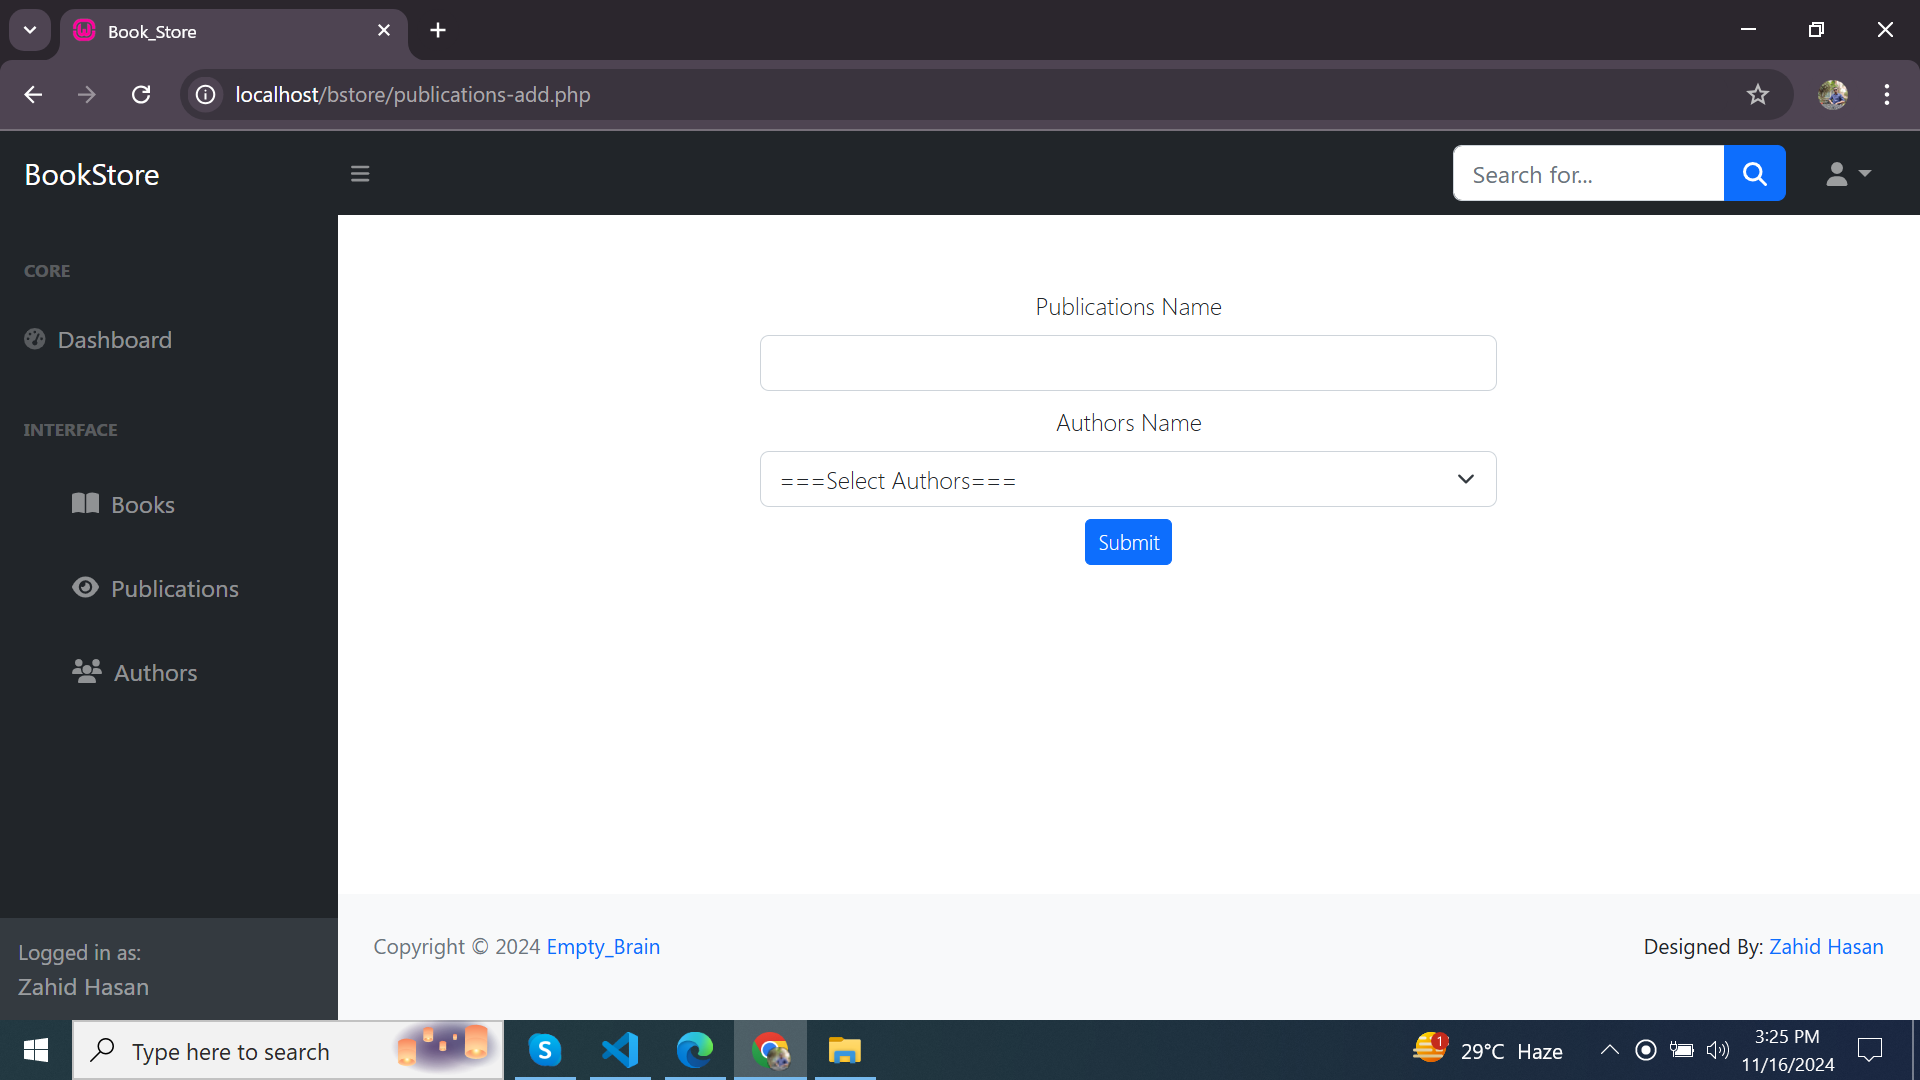 Book_Store
localhost/bstore/publications-add.php
BookStore
Search for...
CORE
Dashboard
INTERFACE
Books
Publications
Authors
Logged in as:
Zahid Hasan
Publications Name
Authors Name
===Select Authors===
Submit
Copyright © 2024 Empty_Brain
Designed By: Zahid Hasan
Type here to search
S
1
29°C Haze
3:25 PM
11/16/2024